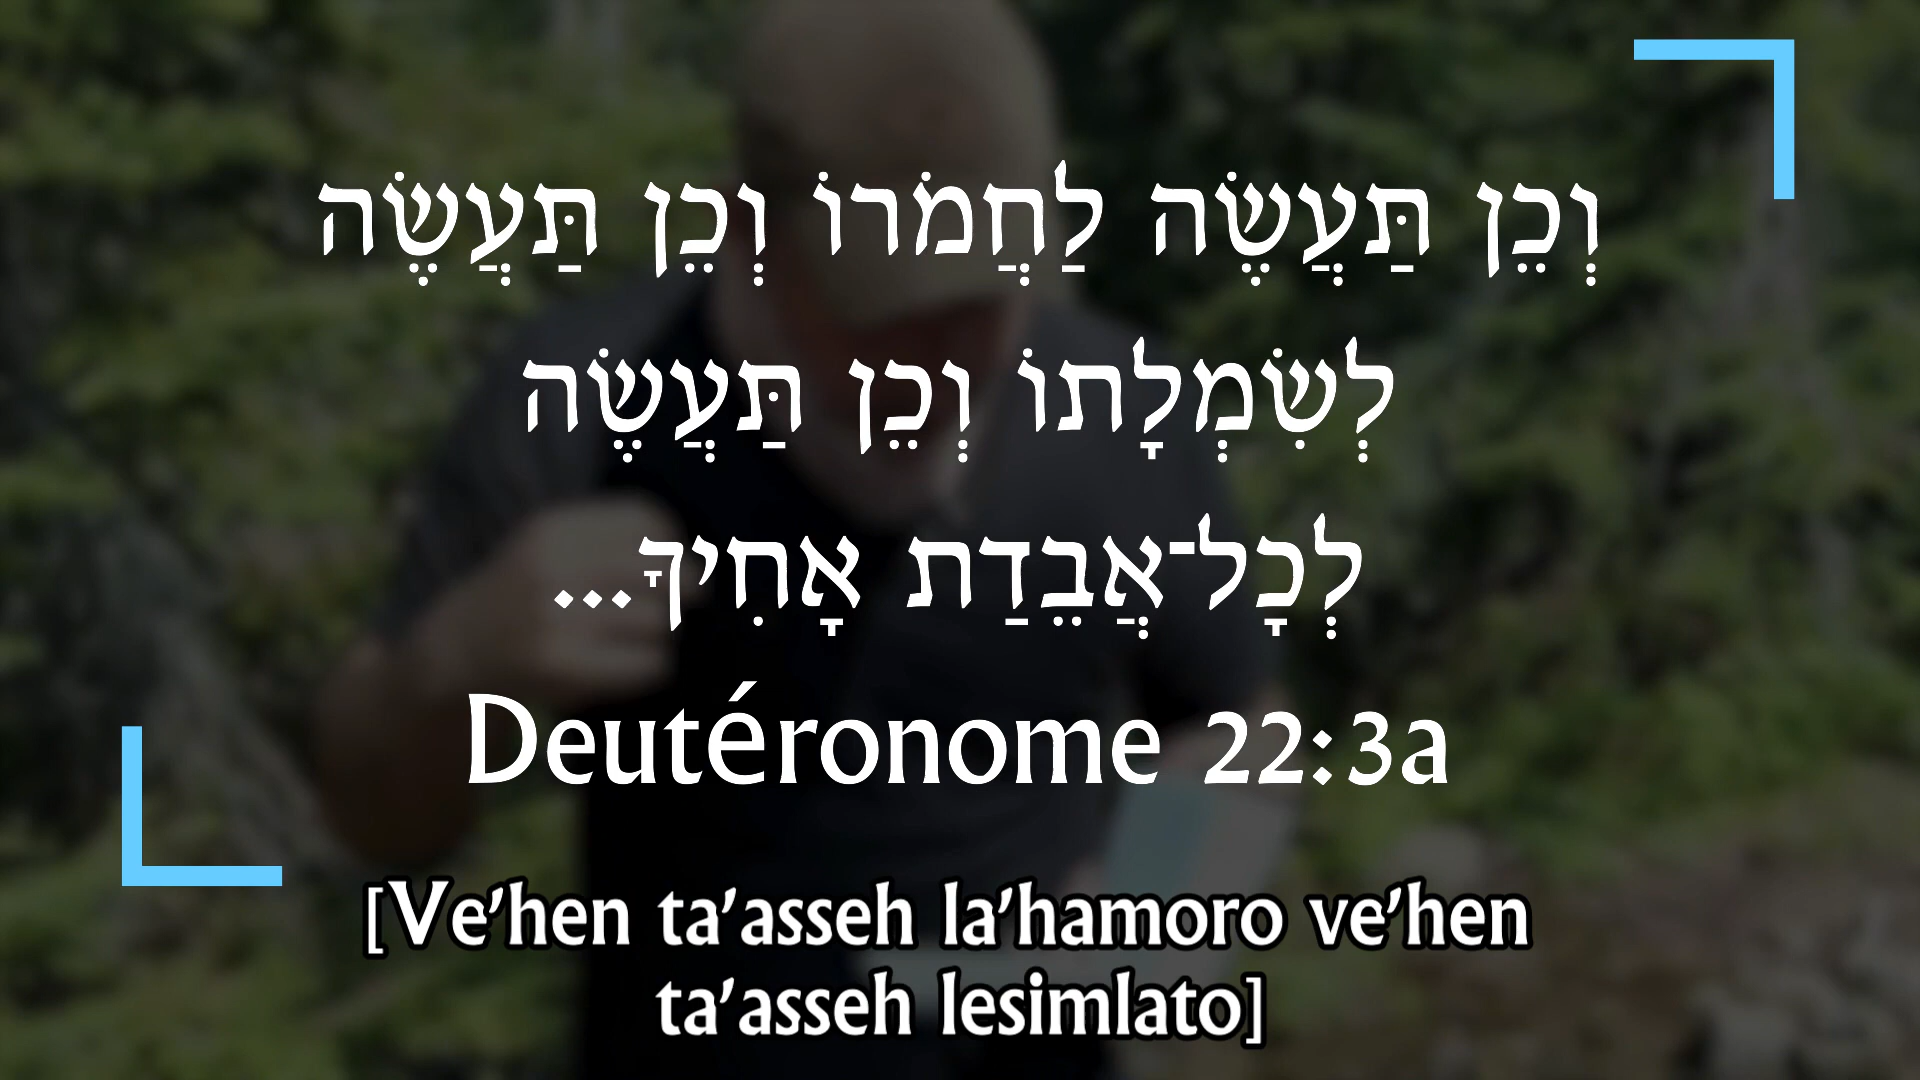 וְכֵן תַּעֲשֶׂה לַחֲמֹרוֹ וְכֵן תַּעֲשֶׂה
לְשִׂמְלָתוֹ וְכֵן תַּעֲשֶׂה
לְכָל־אֲבֵדַת אָחִיךָ...
Deutéronome 22:3a
[Ve’hen ta’asseh la’hamoro ve’hen
ta’asseh lesimlato]